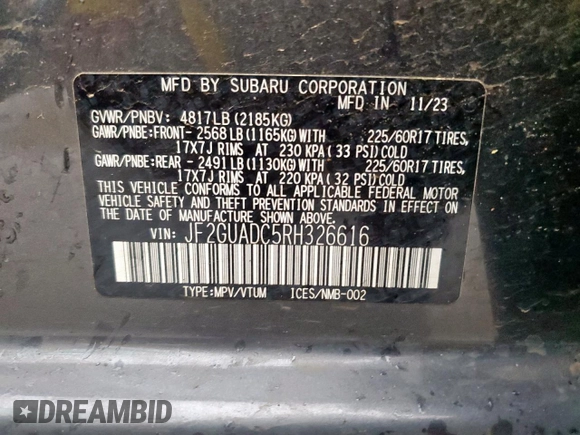 MFD BY SUBARU CORPORATION
MFD IN 11/23
GVWR/PNBV: 4817LB (2185KG)
GAWR/PNBE:FRONT- 2568LB (1165KG)WITH 225/60R17 TIRES,
17X7J RIMS AT 230 KPA (33 PSI)COLD
GAWR/PNBE:REAR - 2491LB (1130KG)WITH 225/60R17 TIRES,
17X7J RIMS AT 220 KPA (32 PSI)COLD
THIS VEHICLE CONFORMS TO ALL APPLICABLE FEDERAL MOTOR
VEHICLE SAFETY AND THEFT PREVENTION STANDARDS IN EFFECT
ON THE DATE OF MANUFACTURE SHOWN ABOVE.
VIN: JF2GUADC5RH326616
TYPE:MPV/VTUM ICES/NMB-002
DREAMBID